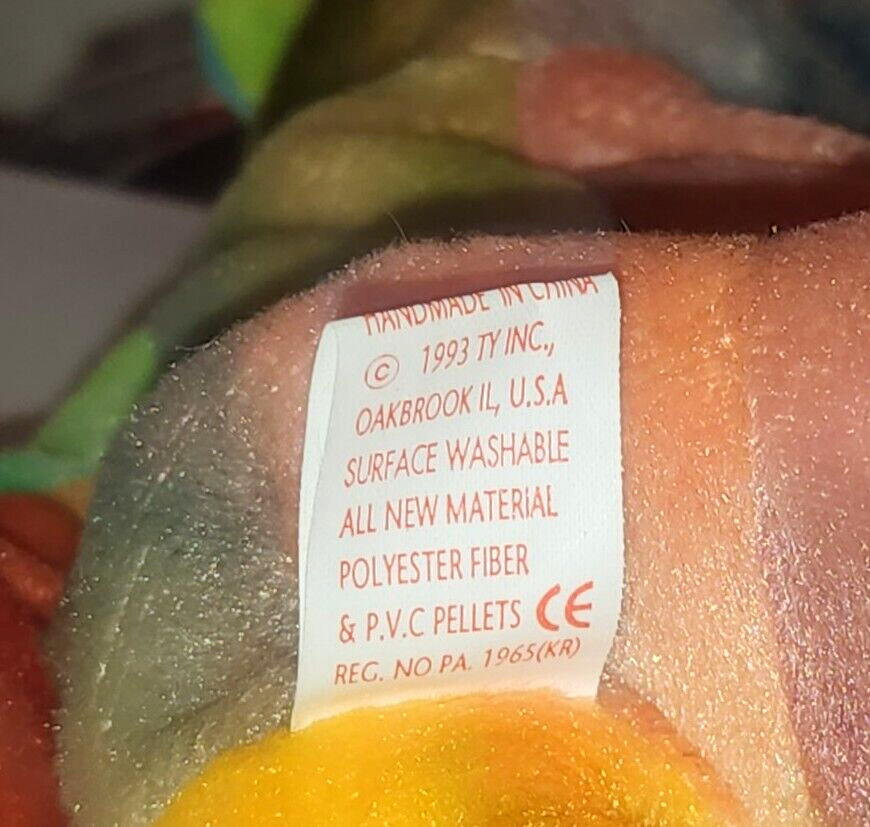 HANDMADE IN CHINA
© 1993 TY INC.,
OAKBROOK IL, U.S.A
SURFACE WASHABLE
ALL NEW MATERIAL
POLYESTER FIBER
& P.V.C PELLETS CE
REG. NO PA. 1965(KR)